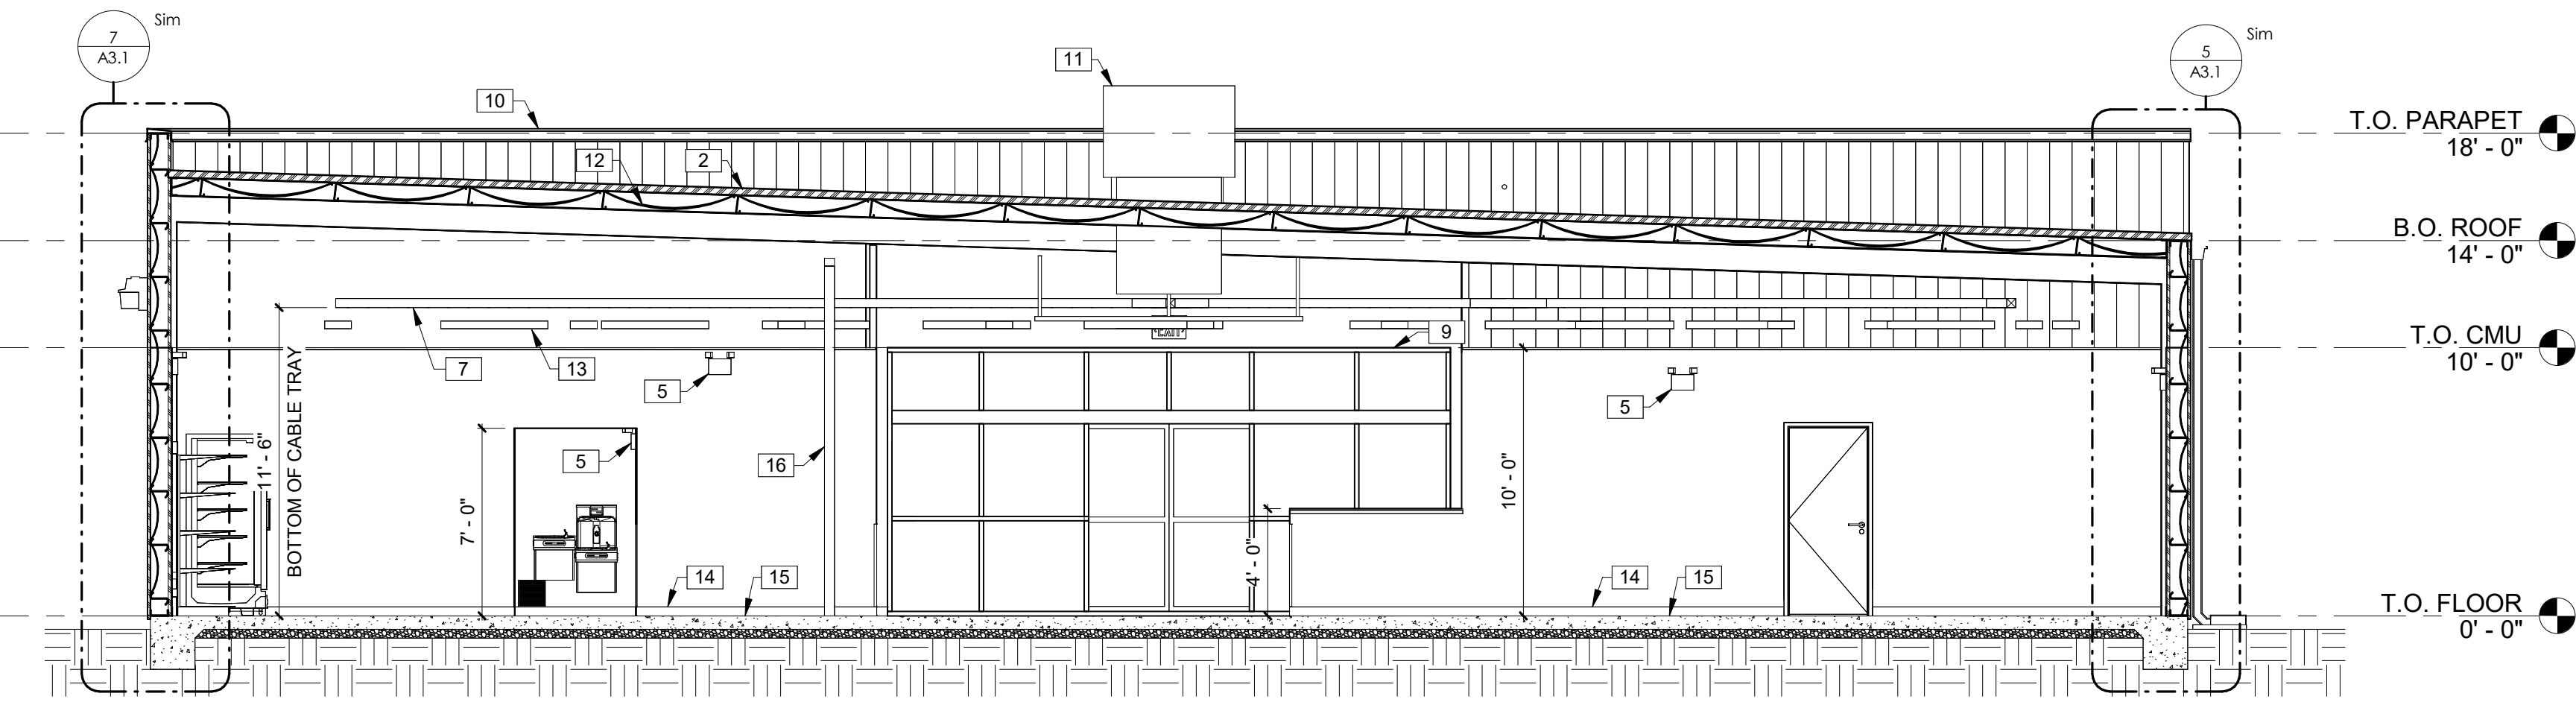 7
A3.1
Sim
5
A3.1
Sim
11
10
T.O. PARAPET
18' - 0"
12
2
B.O. ROOF
14' - 0"
EXIT
9
T.O. CMU
10' - 0"
7
13
5
5
5
16
11' - 6"
BOTTOM OF CABLE TRAY
7' - 0"
10' - 0"
4' - 0"
14
15
14
15
T.O. FLOOR
0' - 0"